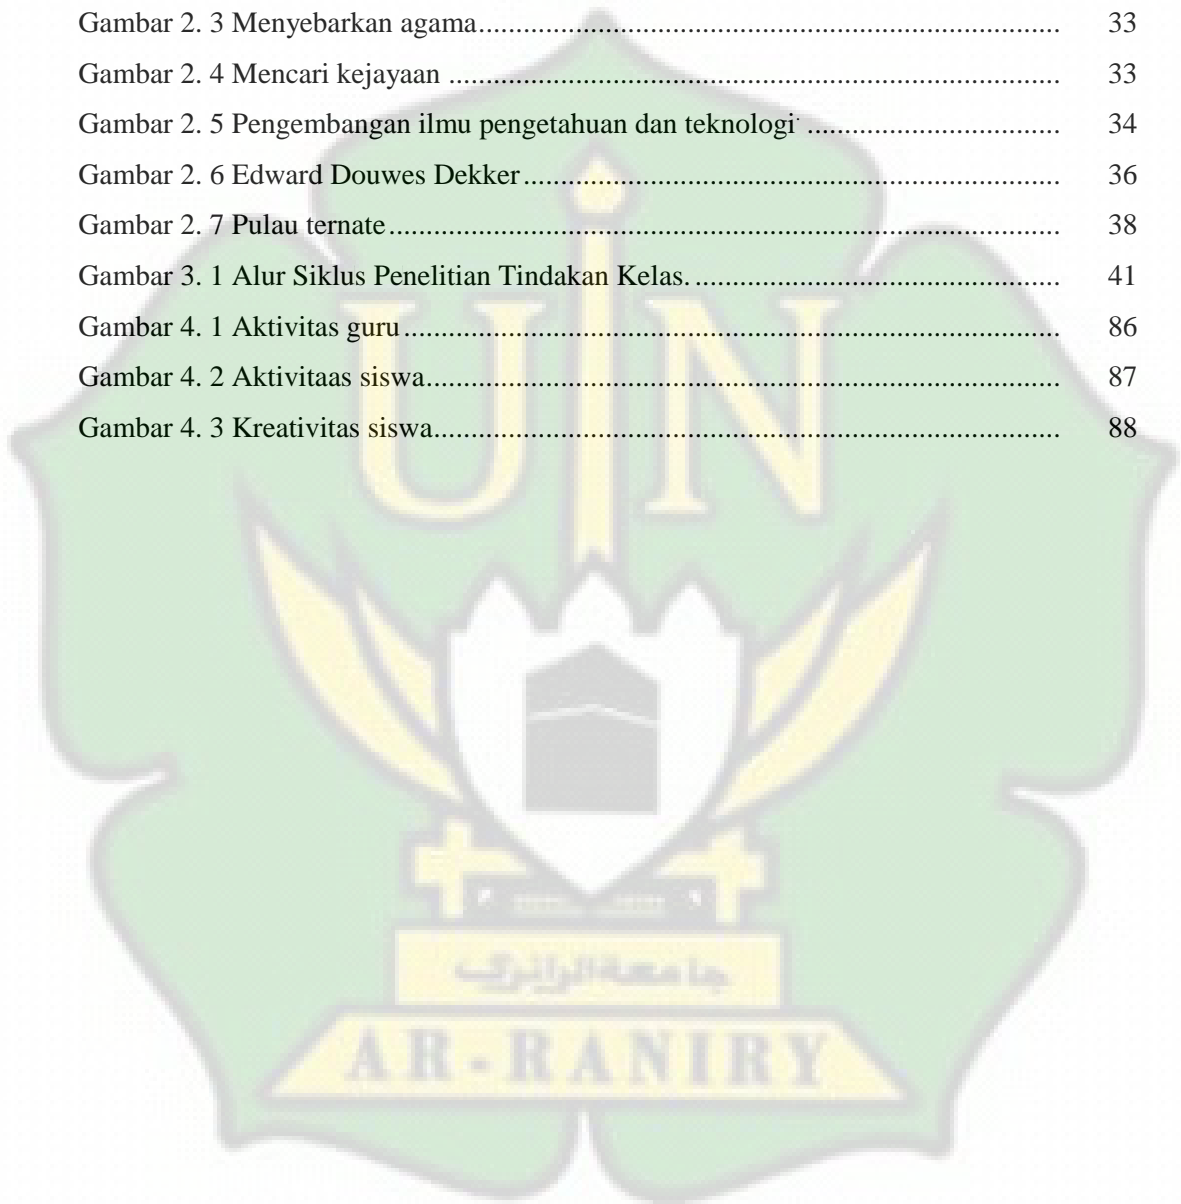 Gambar 2. 3 Menyebarkan agama.......................................................................... 33
Gambar 2. 4 Mencari kejayaan .............................................................................. 33
Gambar 2. 5 Pengembangan ilmu pengetahuan dan teknologi. ................................ 34
Gambar 2. 6 Edward Douwes Dekker.................................................................... 36
Gambar 2. 7 Pulau ternate..................................................................................... 38
Gambar 3. 1 Alur Siklus Penelitian Tindakan Kelas. .............................................. 41
Gambar 4. 1 Aktivitas guru................................................................................... 86
Gambar 4. 2 Aktivitaas siswa................................................................................ 87
Gambar 4. 3 Kreativitas siswa............................................................................... 88
UIN
جامعة الرانري
AR-RANIRY